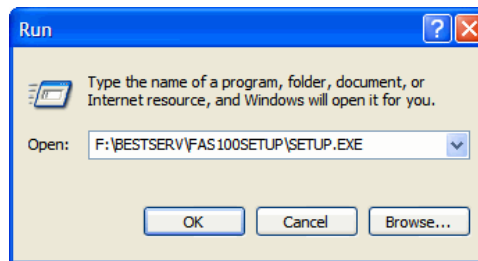 Run
Type the name of a program, folder, document, or
Internet resource, and Windows will open it for you.
Open: F:\BESTSERV\FAS100SETUP\SETUP.EXE
OK Cancel Browse...